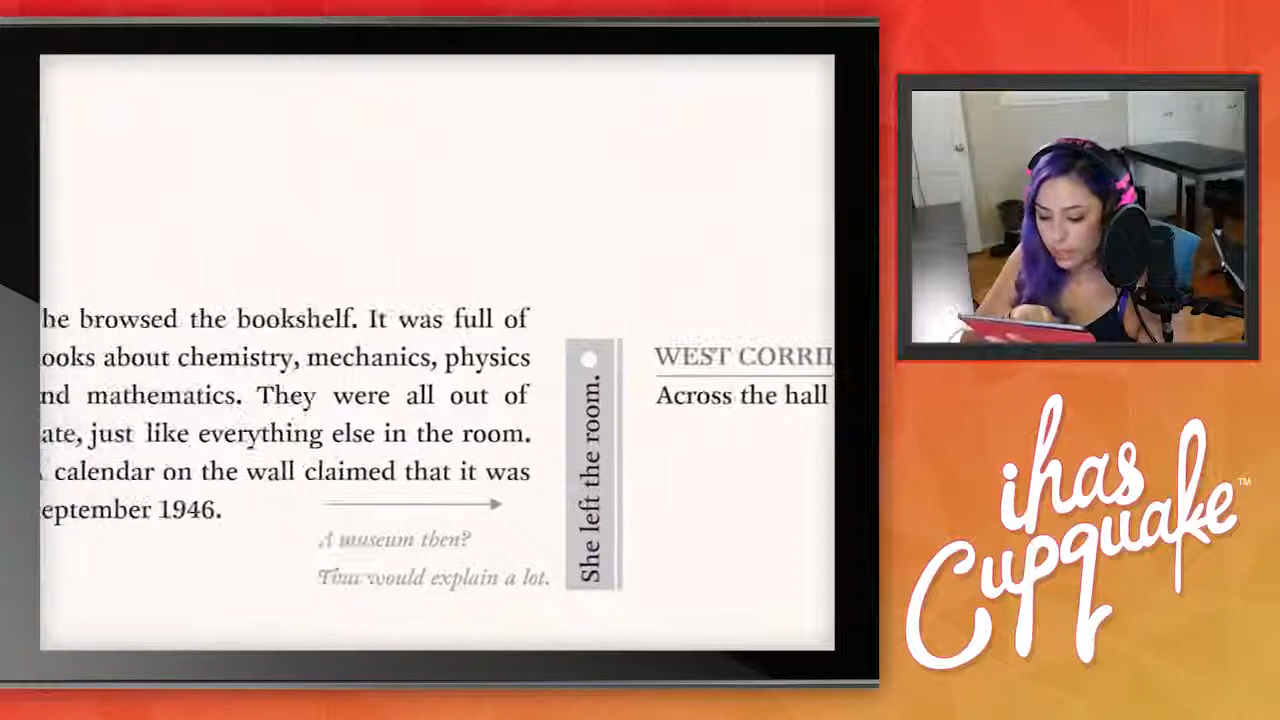 he browsed the bookshelf. It was full of
ooks about chemistry, mechanics, physics
nd mathematics. They were all out of
ate, just like everything else in the room.
calendar on the wall claimed that it was
eptember 1946.
A museum then?
That would explain a lot.
She left the room.
WEST CORRI
Across the hall
ihas
Cupquake™